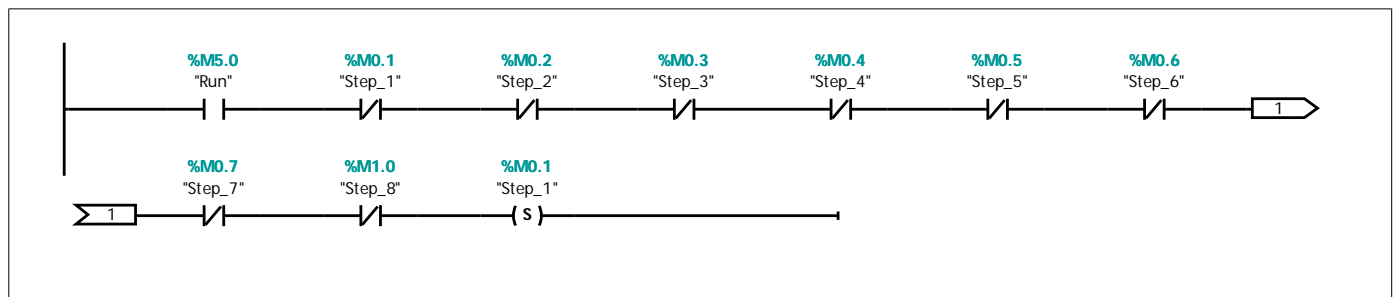 %M5.0 %M0.1 %M0.2 %M0.3 %M0.4 %M0.5 %M0.6
"Run" "Step_1" "Step_2" "Step_3" "Step_4" "Step_5" "Step_6"
1
%M0.7 %M1.0 %M0.1
"Step_7" "Step_8" "Step_1"
1 S